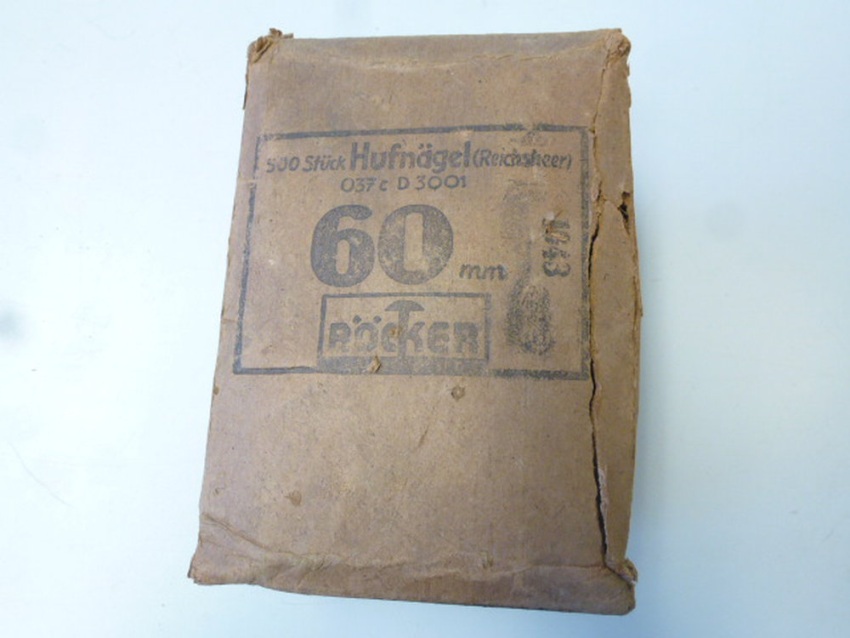 500 Stück Hufnägel (Reichsheer)
037c D 3001
60 mm
1943
RÖCKER